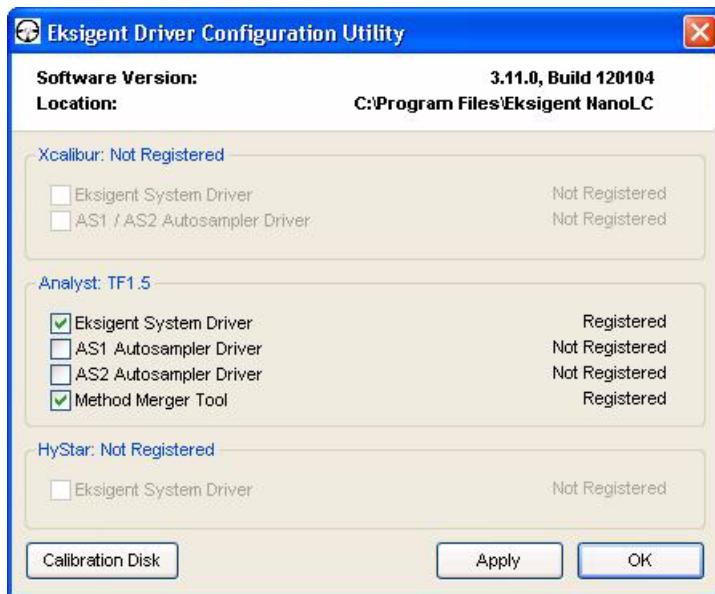 Eksigent Driver Configuration Utility
Software Version: 3.11.0, Build 120104
Location: C:\Program Files\Eksigent NanoLC
Xcalibur: Not Registered
Eksigent System Driver Not Registered
AS1 / AS2 Autosampler Driver Not Registered
Analyst: TF1.5
Eksigent System Driver Registered
AS1 Autosampler Driver Not Registered
AS2 Autosampler Driver Not Registered
Method Merger Tool Registered
HyStar: Not Registered
Eksigent System Driver Not Registered
Calibration Disk Apply OK